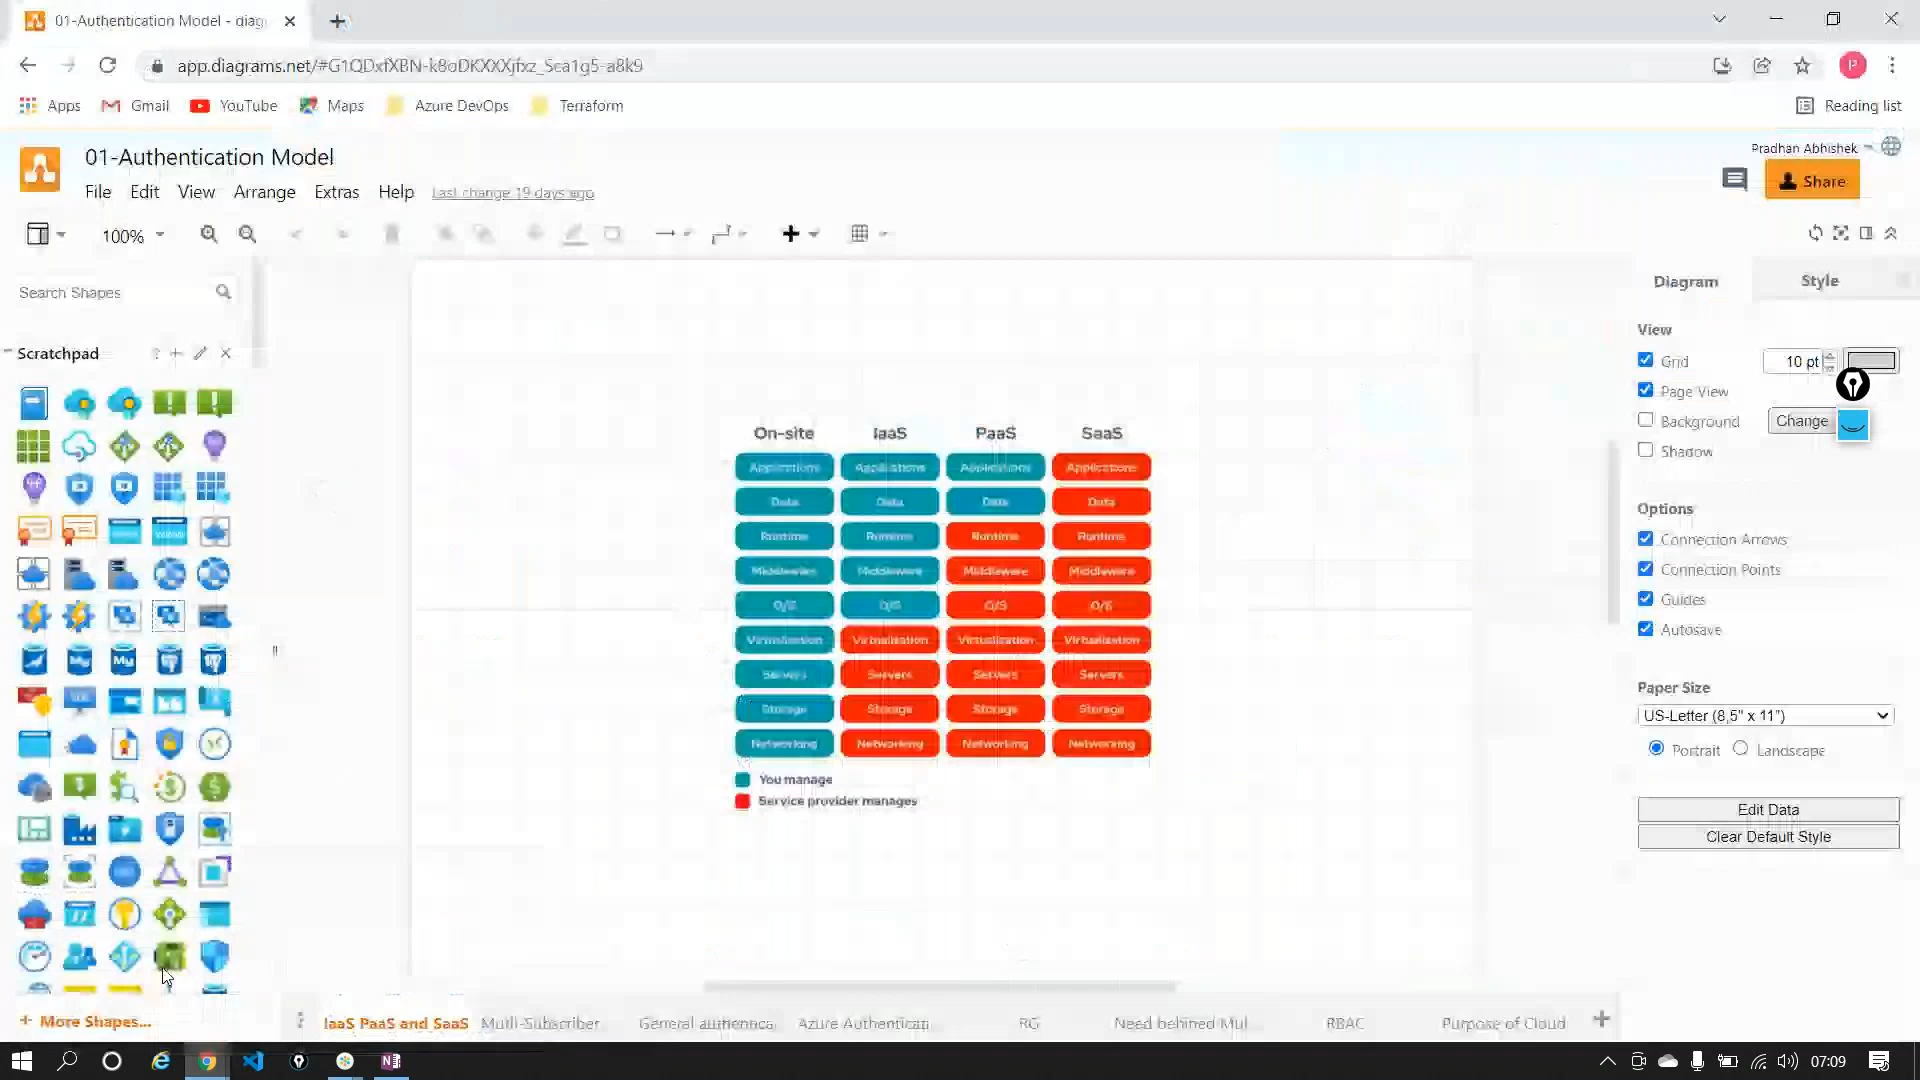 01-Authentication Model - diag
app.diagrams.net/#G1QDxfXBN-k8oDKXXXjfxz_Sca1g5-a8k9
Apps Gmail YouTube Maps Azure DevOps Terraform Reading list
01-Authentication Model
Pradhan Abhishek
File Edit View Arrange Extras Help Last change 19 days ago
Share
100%
Search Shapes
Diagram Style
View
Scratchpad
Grid 10 pt
Page View
Background Change
Shadow
On-site IaaS PaaS SaaS
Applications Applications Applications Applications
Data Data Data Data
Runtime Runtime Runtime Runtime
Middleware Middleware Middleware Middleware
O/S O/S O/S O/S
Virtualization Virtualization Virtualization Virtualization
Servers Servers Servers Servers
Storage Storage Storage Storage
Networking Networking Networking Networking
You manage
Service provider manages
Options
Connection Arrows
Connection Points
Guides
Autosave
Paper Size
US-Letter (8,5" x 11")
Portrait Landscape
Edit Data
Clear Default Style
+ More Shapes...
IaaS PaaS and SaaS Mutli-Subscriber General authentica Azure Authenticati RG Need behined Mul RBAC Purpose of Cloud
07:09